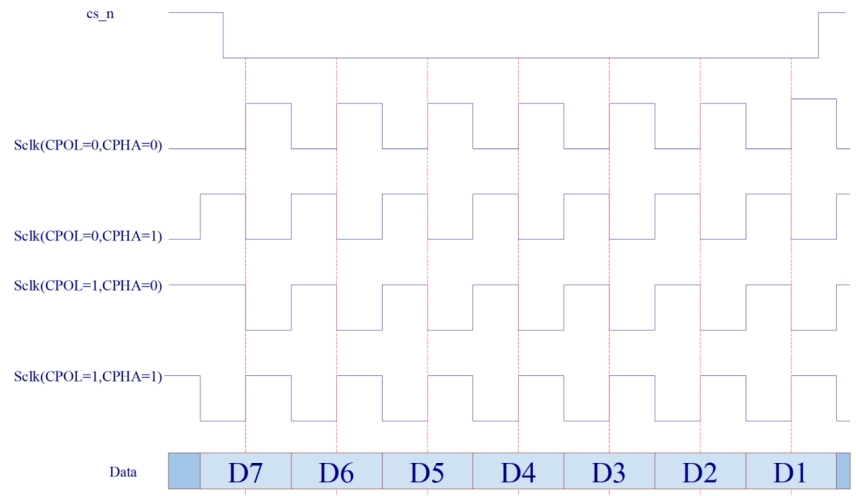 cs_n
Sclk(CPOL=0,CPHA=0)
Sclk(CPOL=0,CPHA=1)
Sclk(CPOL=1,CPHA=0)
Sclk(CPOL=1,CPHA=1)
Data D7 D6 D5 D4 D3 D2 D1